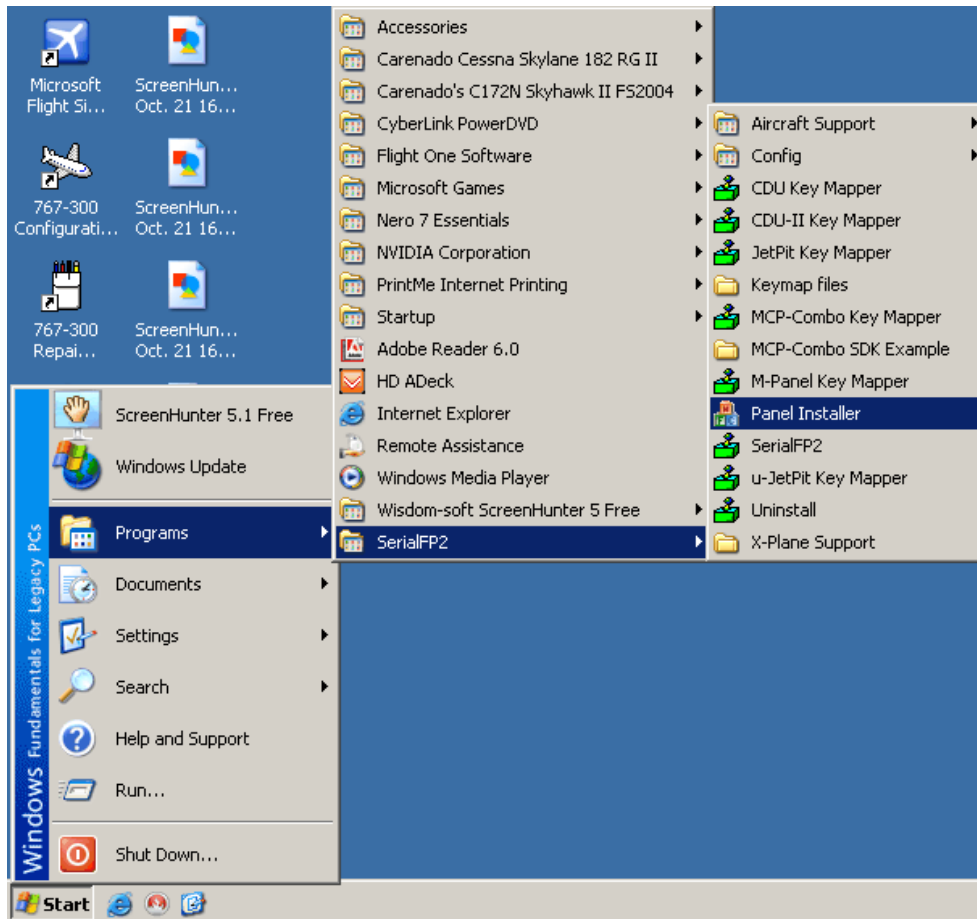 Microsoft
Flight Si...
ScreenHun...
Oct. 21 16...
767-300
Configurati...
ScreenHun...
Oct. 21 16...
767-300
Repai...
ScreenHun...
Oct. 21 16...
Windows Fundamentals for Legacy PCs
ScreenHunter 5.1 Free
Windows Update
Programs
Documents
Settings
Search
Help and Support
Run...
Shut Down...
Start
Accessories
Carenado Cessna Skylane 182 RG II
Carenado's C172N Skyhawk II FS2004
CyberLink PowerDVD
Flight One Software
Microsoft Games
Nero 7 Essentials
NVIDIA Corporation
PrintMe Internet Printing
Startup
Adobe Reader 6.0
HD ADeck
Internet Explorer
Remote Assistance
Windows Media Player
Wisdom-soft ScreenHunter 5 Free
SerialFP2
Aircraft Support
Config
CDU Key Mapper
CDU-II Key Mapper
JetPit Key Mapper
Keymap files
MCP-Combo Key Mapper
MCP-Combo SDK Example
M-Panel Key Mapper
Panel Installer
SerialFP2
u-JetPit Key Mapper
Uninstall
X-Plane Support